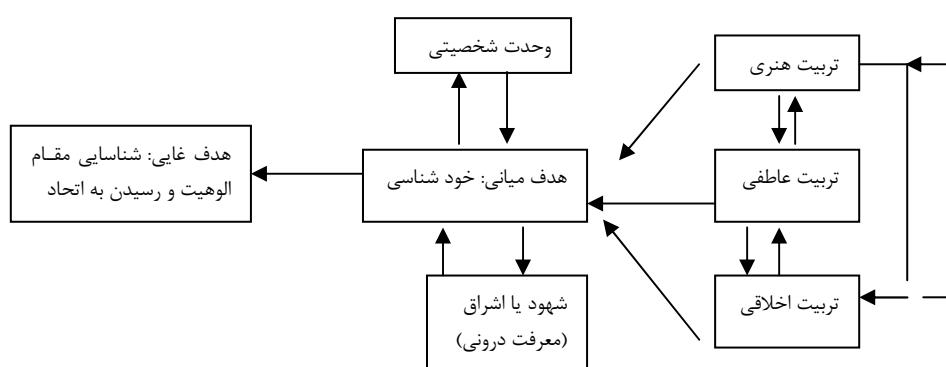 وحدت شخصیتی
تربیت هنری
هدف غایی: شناسایی مقـام
الوهیت و رسیدن به اتحاد
هدف میانی: خود شناسی
تربیت عاطفی
شهود یا اشراق
(معرفت درونی)
تربیت اخلاقی